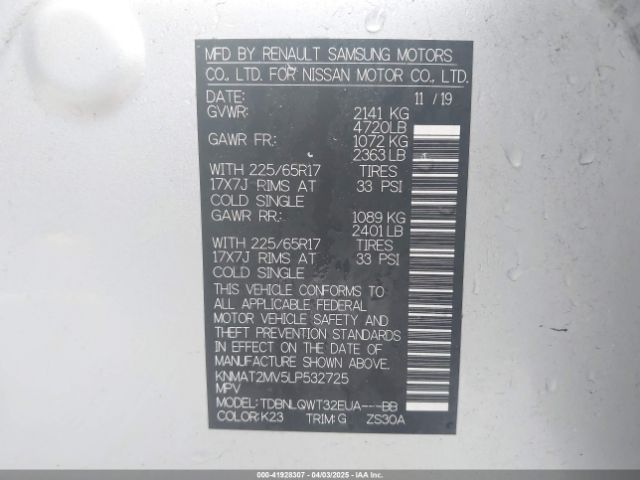 MFD BY RENAULT SAMSUNG MOTORS
CO., LTD. FOR NISSAN MOTOR CO., LTD.
DATE: 11 / 19
GVWR: 2141 KG
4720LB
GAWR FR: 1072 KG
2363 LB
WITH 225/65R17 TIRES
17X7J RIMS AT 33 PSI
COLD SINGLE
GAWR RR: 1089 KG
2401 LB
WITH 225/65R17 TIRES
17X7J RIMS AT 33 PSI
COLD SINGLE
THIS VEHICLE CONFORMS TO
ALL APPLICABLE FEDERAL
MOTOR VEHICLE SAFETY AND
THEFT PREVENTION STANDARDS
IN EFFECT ON THE DATE OF
MANUFACTURE SHOWN ABOVE.
KNMAT2MV5LP532725
MPV
MODEL: TDBNLQWT32EUA---BB
COLOR: K23 TRIM: G ZS30A
000-41928307 - 04/03/2025 - IAAI.COM